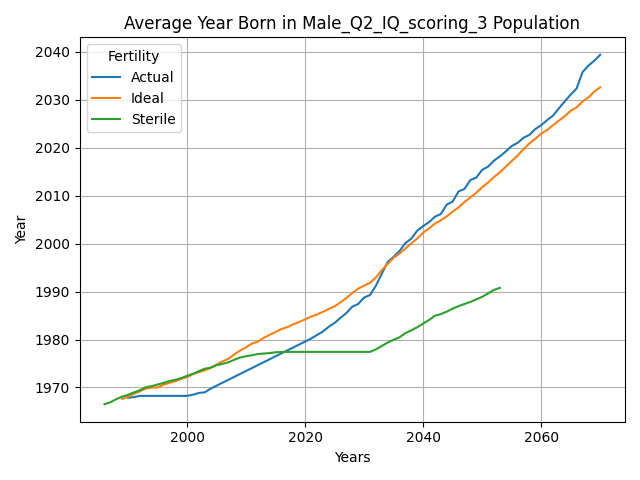 Average Year Born in Male_Q2_IQ_scoring_3 Population
Fertility
Actual
Ideal
Sterile
2040
2030
2020
2010
2000
1990
1980
1970
Year
2000
2020
2040
2060
Years